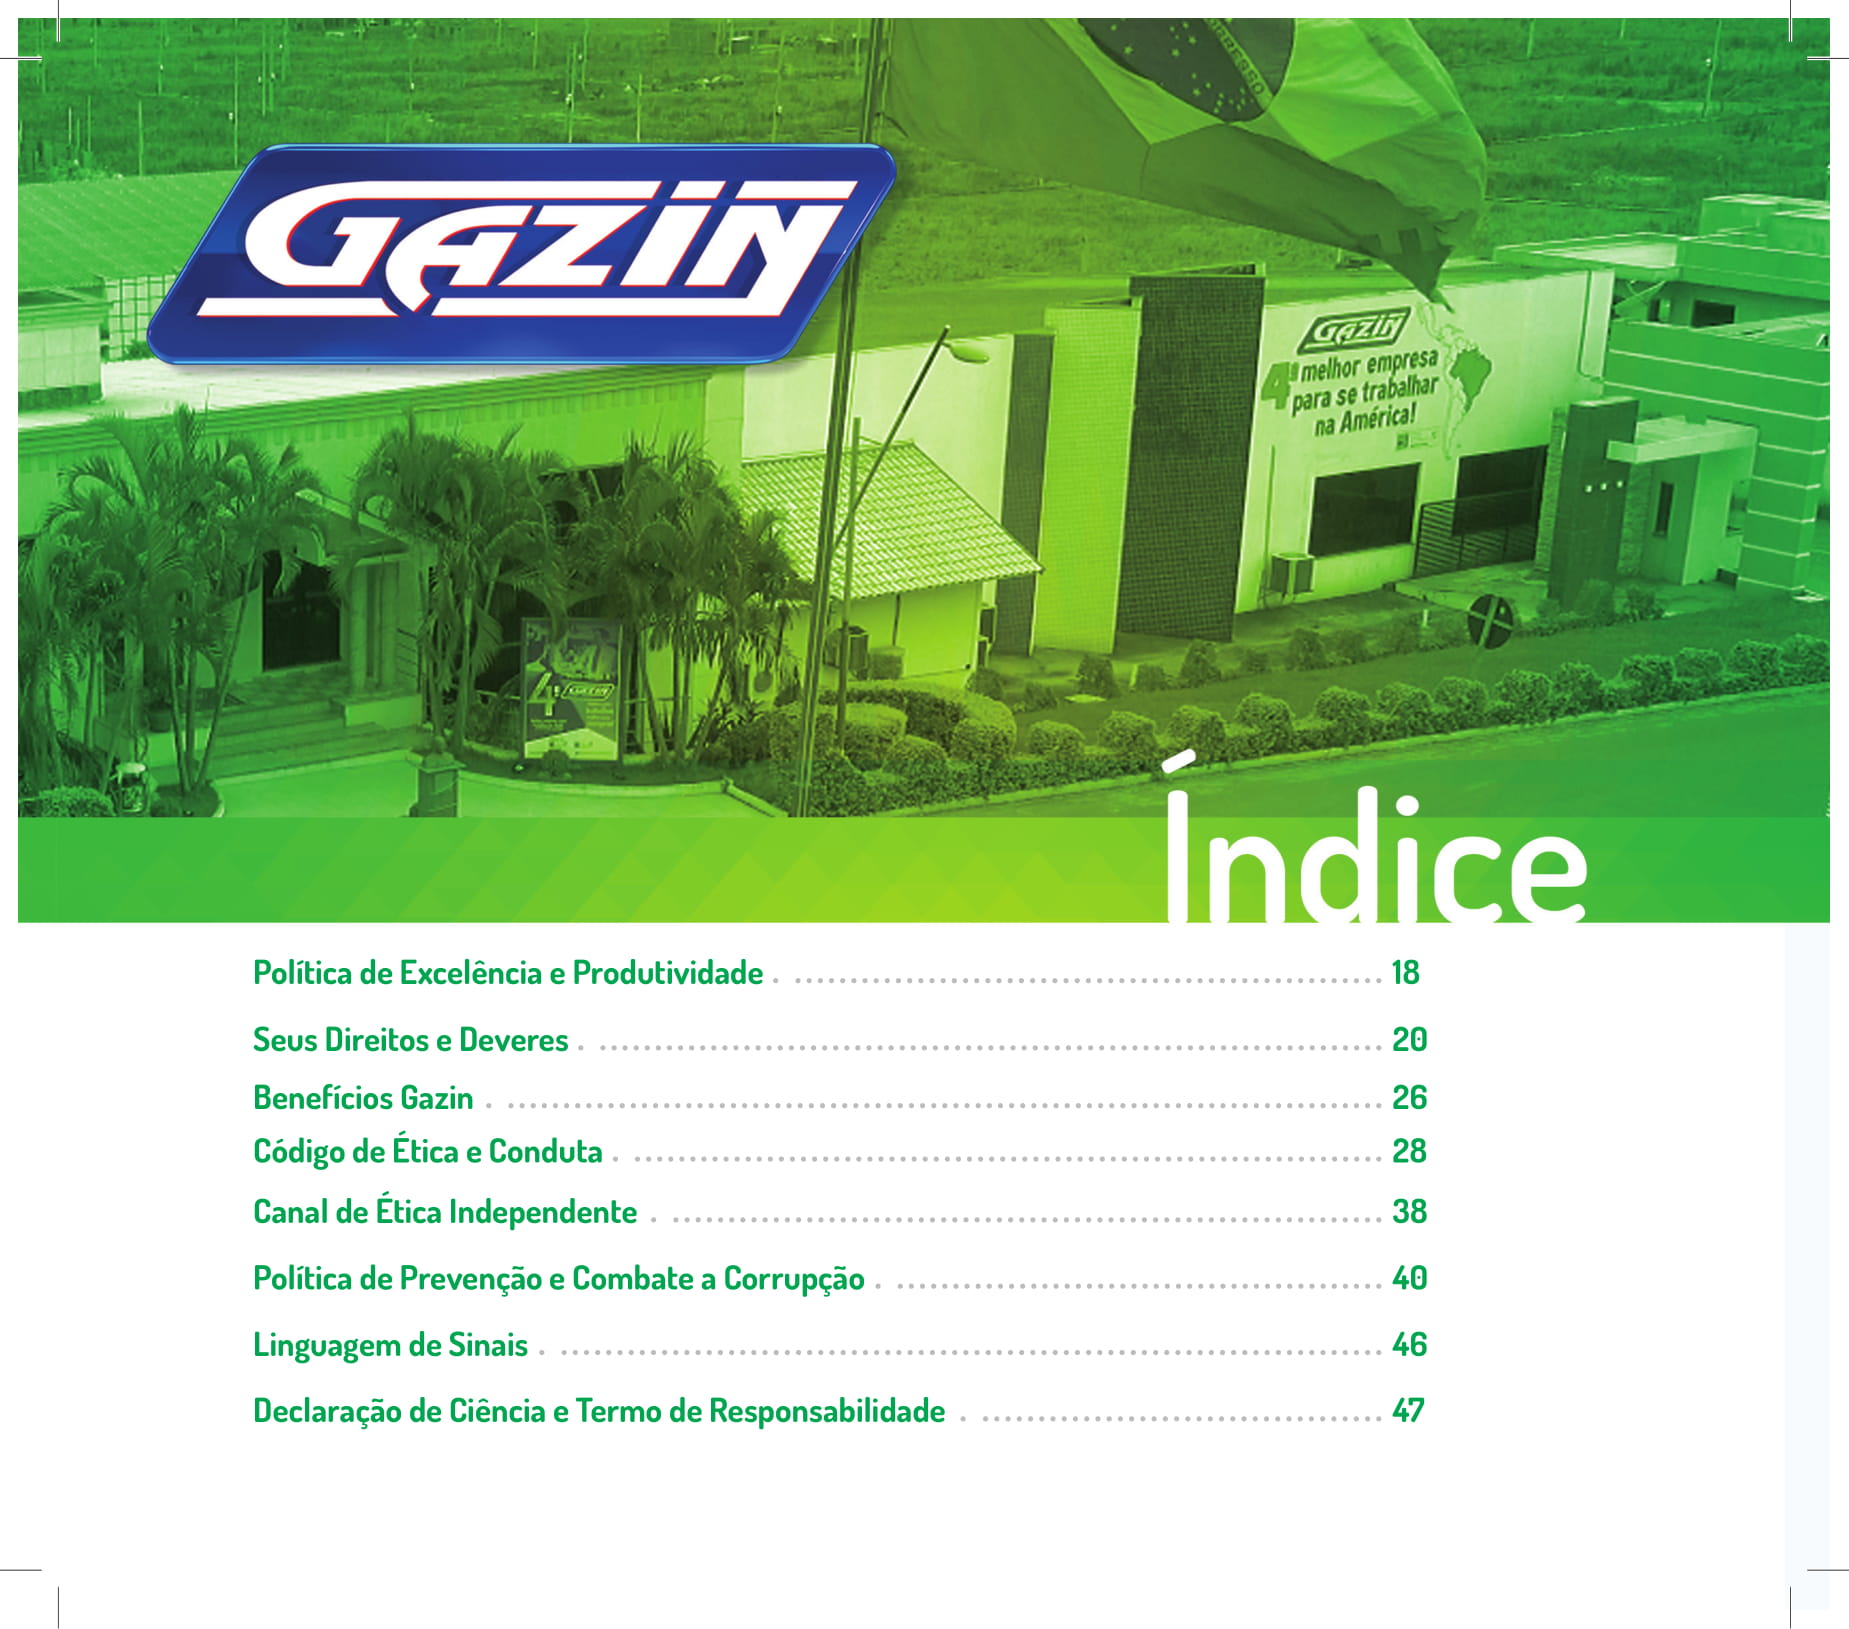 GAZIN
GAZIN
4ª melhor empresa
para se trabalhar
na América!
4ª GAZIN
Índice
Política de Excelência e Produtividade . ..................................................... 18
Seus Direitos e Deveres . ....................................................................... 20
Benefícios Gazin . ............................................................................... 26
Código de Ética e Conduta . .................................................................... 28
Canal de Ética Independente . ................................................................ 38
Política de Prevenção e Combate a Corrupção . ............................................ 40
Linguagem de Sinais . .......................................................................... 46
Declaração de Ciência e Termo de Responsabilidade . .................................... 47